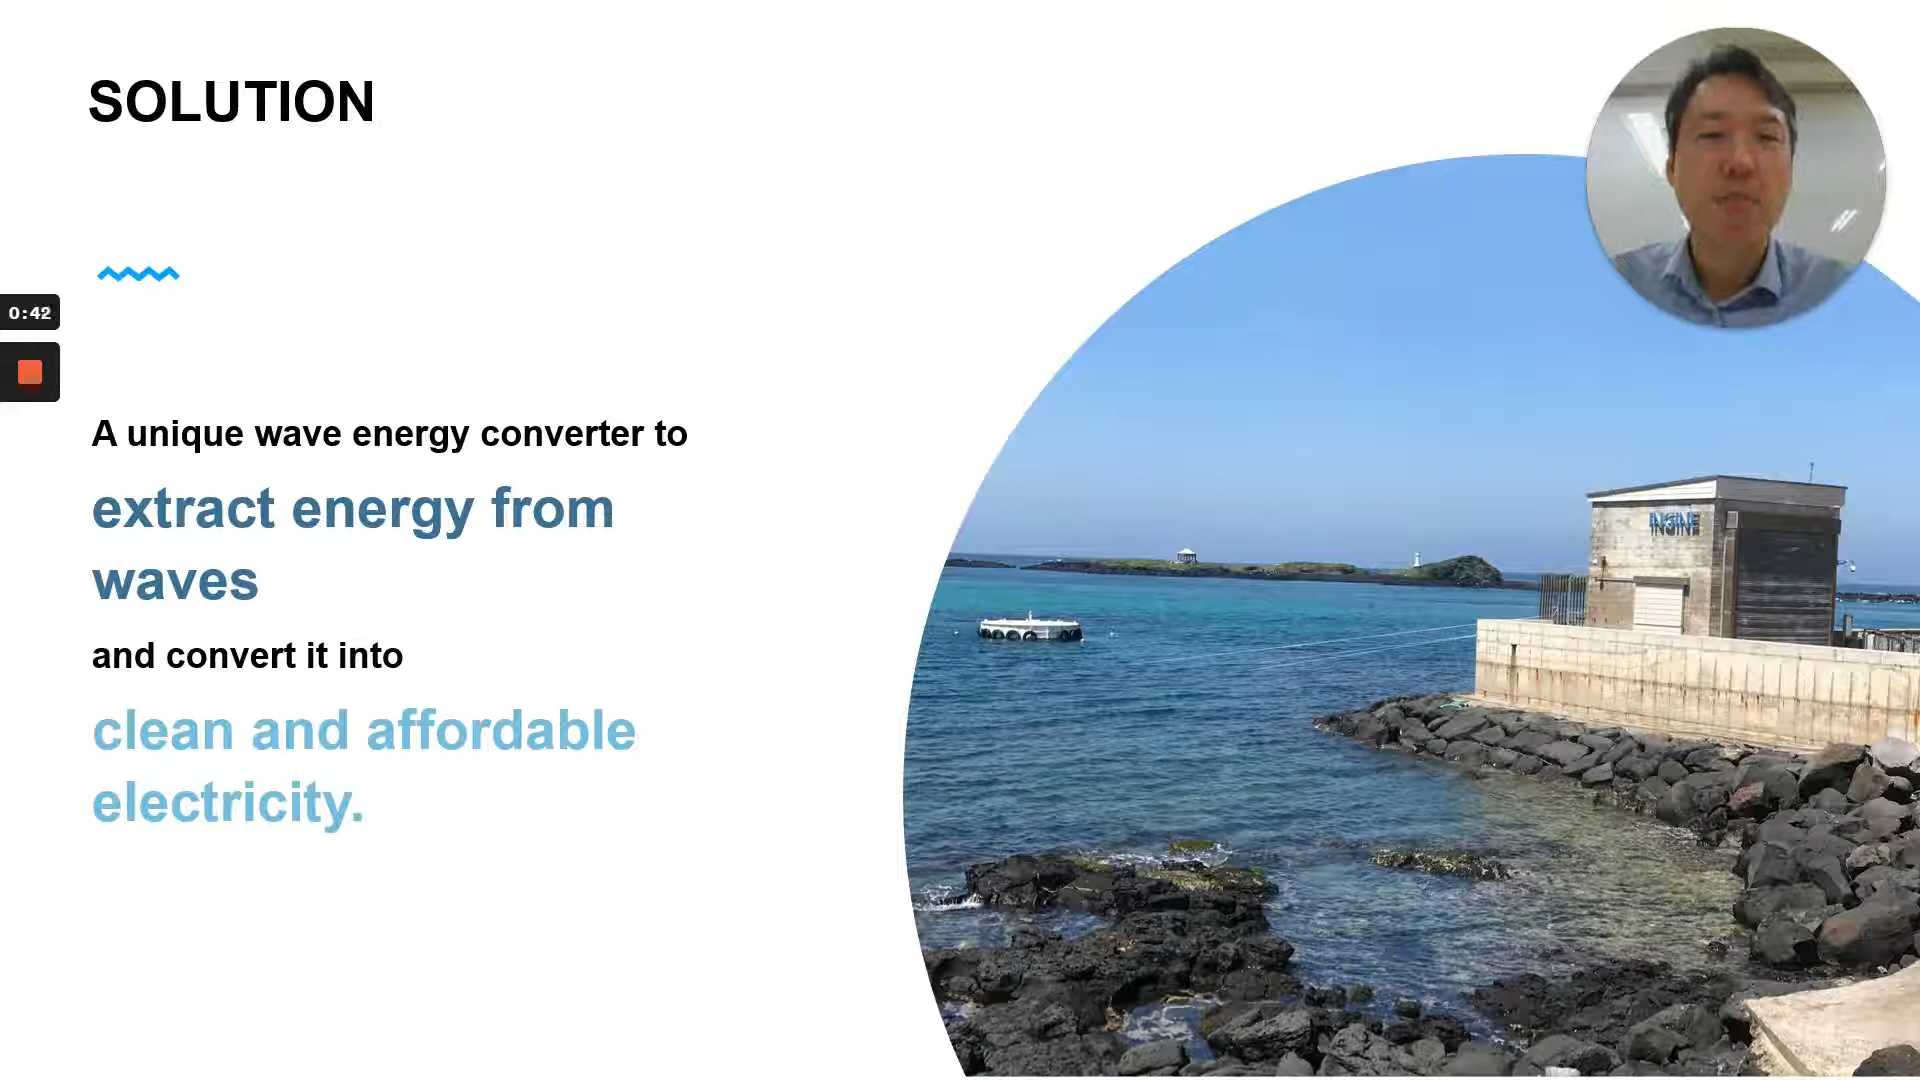 SOLUTION
0:42
A unique wave energy converter to
extract energy from
waves
and convert it into
clean and affordable
electricity.
INGINE